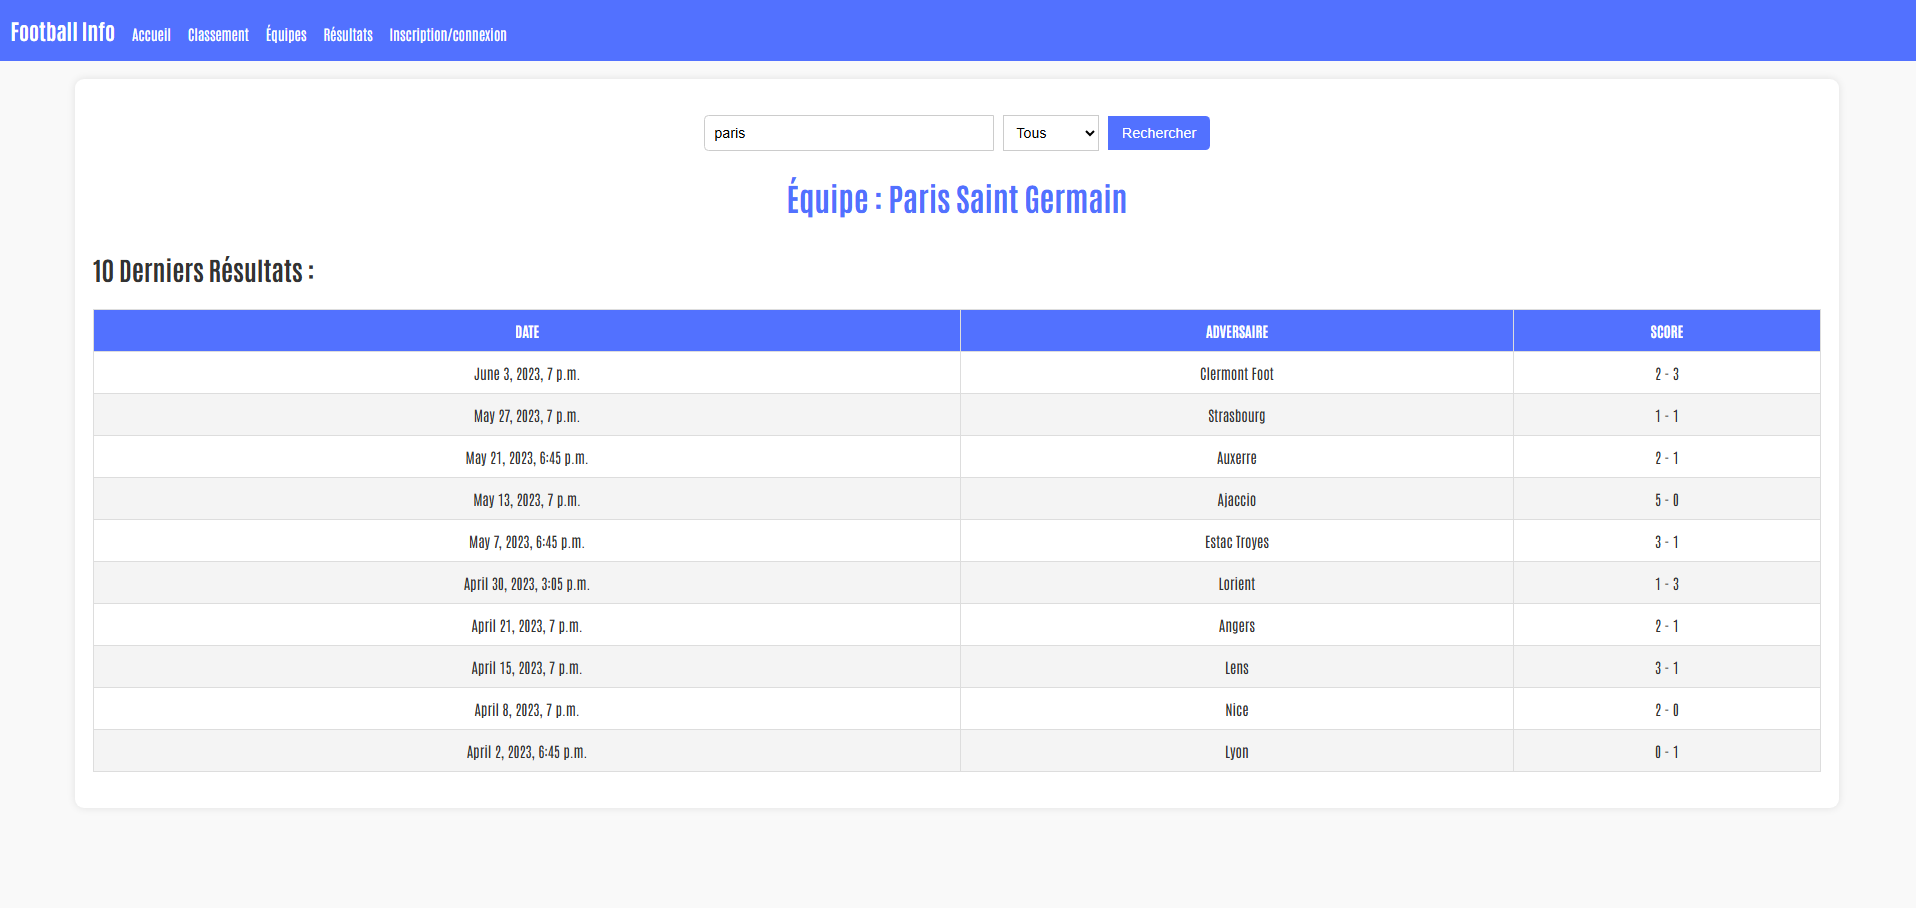 Football Info Accueil Classement Équipes Résultats Inscription/connexion
paris Tous Rechercher
Équipe : Paris Saint Germain
10 Derniers Résultats :
DATE ADVERSAIRE SCORE
June 3, 2023, 7 p.m. Clermont Foot 2 - 3
May 27, 2023, 7 p.m. Strasbourg 1 - 1
May 21, 2023, 6:45 p.m. Auxerre 2 - 1
May 13, 2023, 7 p.m. Ajaccio 5 - 0
May 7, 2023, 6:45 p.m. Estac Troyes 3 - 1
April 30, 2023, 3:05 p.m. Lorient 1 - 3
April 21, 2023, 7 p.m. Angers 2 - 1
April 15, 2023, 7 p.m. Lens 3 - 1
April 8, 2023, 7 p.m. Nice 2 - 0
April 2, 2023, 6:45 p.m. Lyon 0 - 1